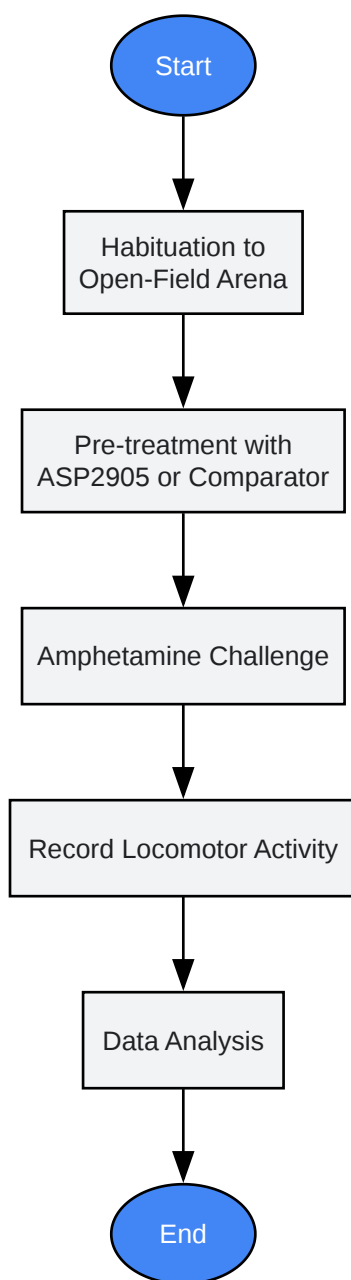 Start
Habituation to
Open-Field Arena
Pre-treatment with
ASP2905 or Comparator
Amphetamine Challenge
Record Locomotor Activity
Data Analysis
End